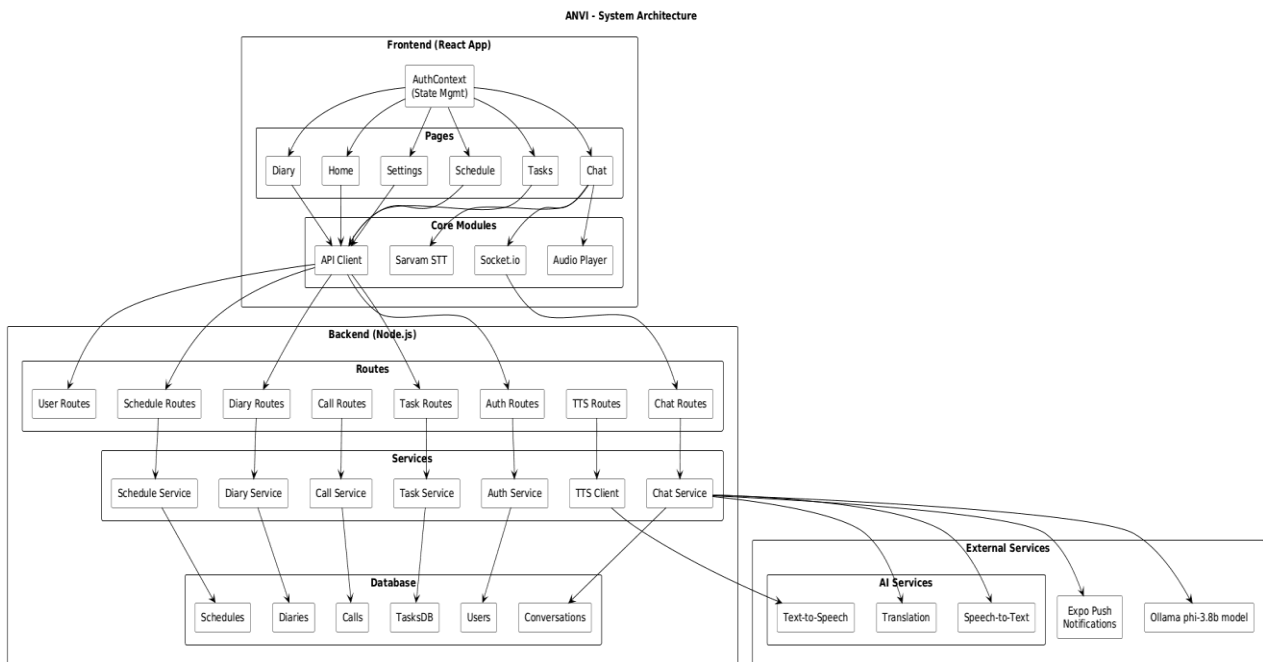 ANVI - System Architecture
Frontend (React App)
AuthContext
(State Mgmt)
Pages
Diary
Home
Settings
Schedule
Tasks
Chat
Core Modules
API Client
Sarvam STT
Socket.io
Audio Player
Backend (Node.js)
Routes
User Routes
Schedule Routes
Diary Routes
Call Routes
Task Routes
Auth Routes
TTS Routes
Chat Routes
Services
Schedule Service
Diary Service
Call Service
Task Service
Auth Service
TTS Client
Chat Service
External Services
Database
AI Services
Schedules
Diaries
Calls
TasksDB
Users
Conversations
Text-to-Speech
Translation
Speech-to-Text
Expo Push
Notifications
Ollama phi-3.8b model